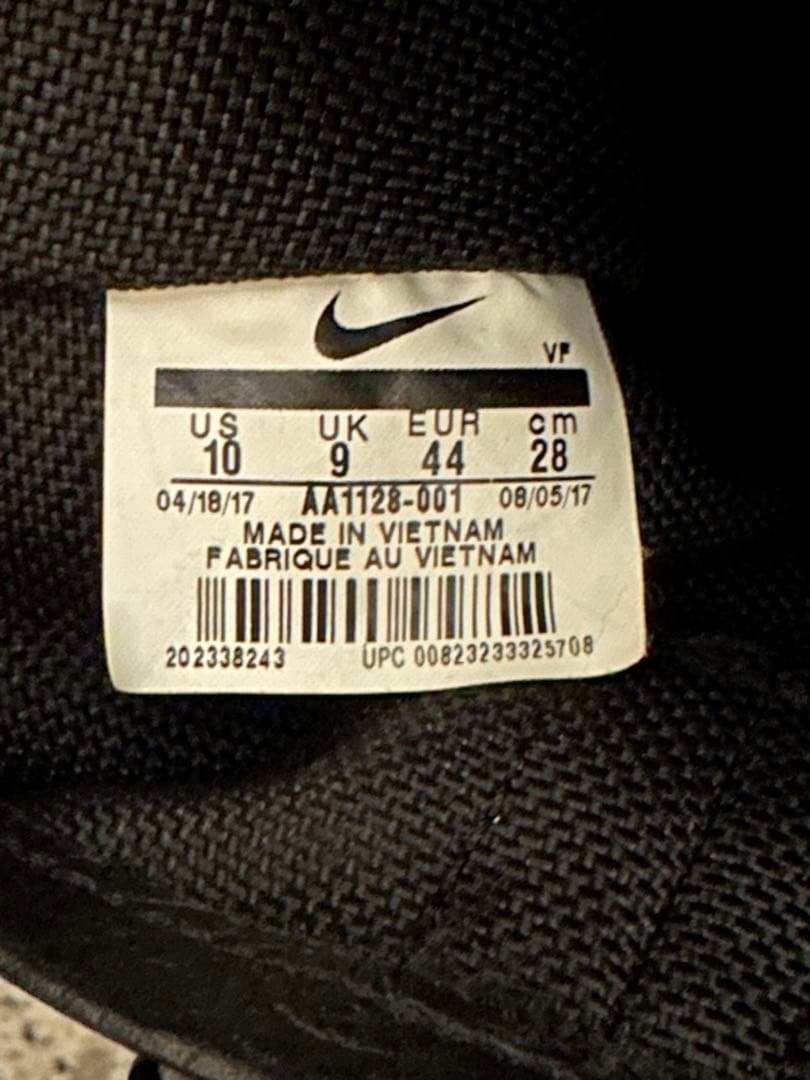 VF
US UK EUR cm
10 9 44 28
04/18/17 AA1128-001 08/05/17
MADE IN VIETNAM
FABRIQUE AU VIETNAM
202338243 UPC 00823233325708